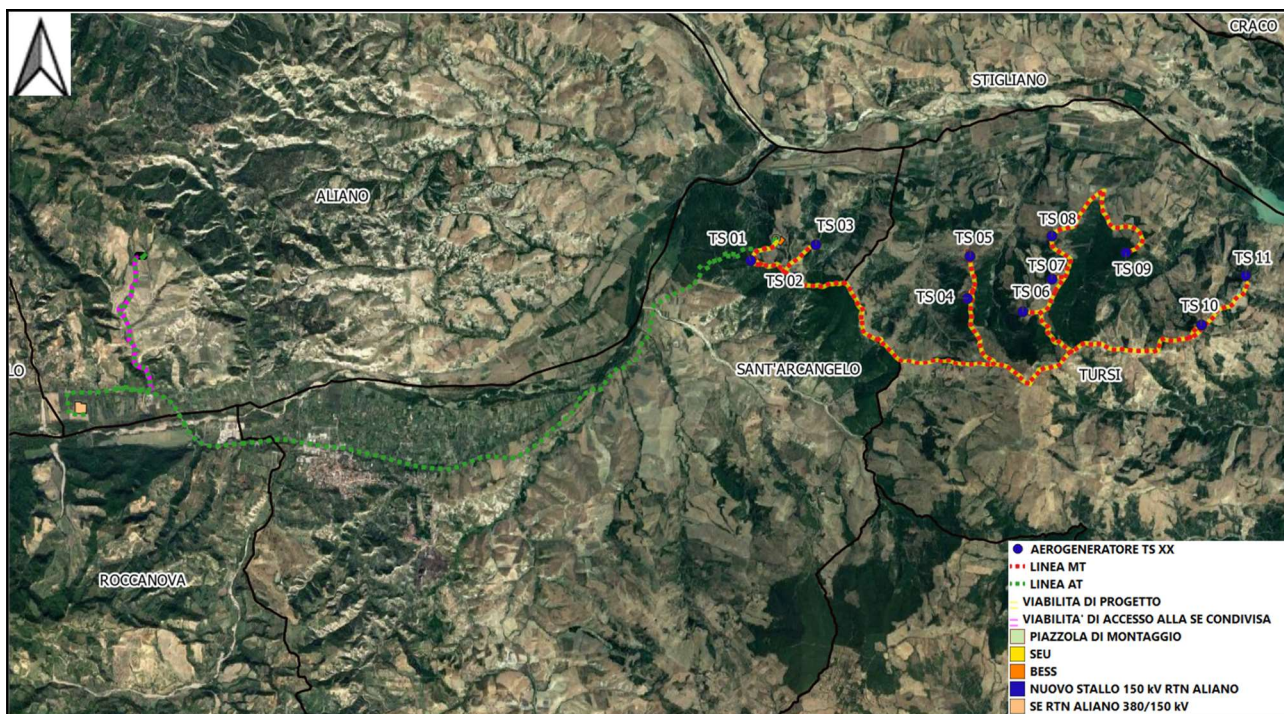 CRACO
STIGLIANO
ALIANO
TS 01
TS 03
TS 02
TS 05
TS 04
TS 08
TS 07
TS 06
TS 09
TS 11
TS 10
LO
SANT'ARCANGELO
TURSI
ROCCANOVA
AEROGENERATORE TS XX
LINEA MT
LINEA AT
VIABILITA DI PROGETTO
VIABILITA' DI ACCESSO ALLA SE CONDIVISA
PIAZZOLA DI MONTAGGIO
SEU
BESS
NUOVO STALLO 150 kV RTN ALIANO
SE RTN ALIANO 380/150 kV